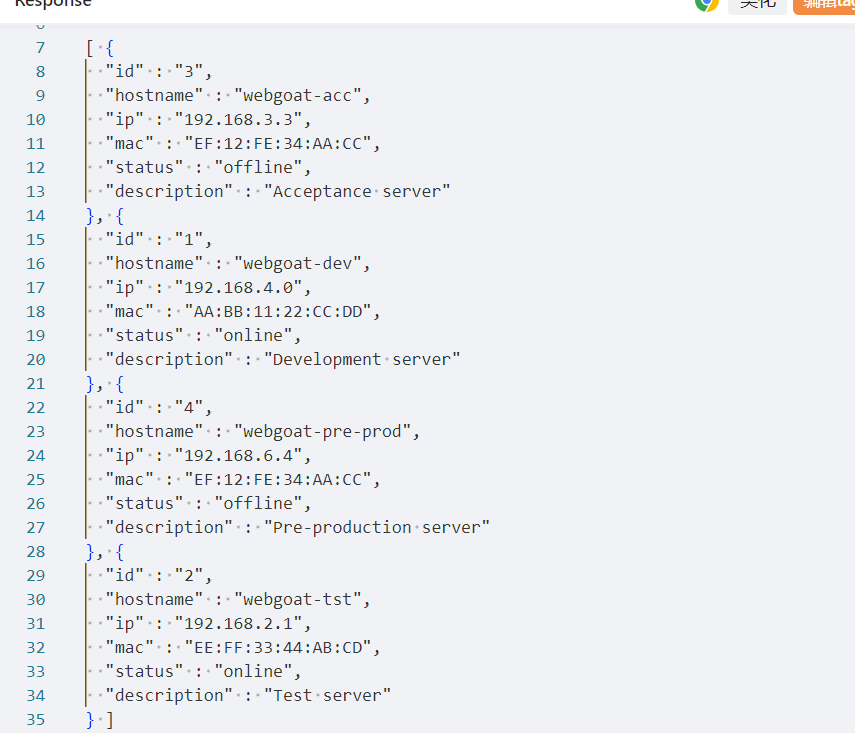 Response
美化
编辑tag
6
7 [ {
8 "id" : "3",
9 "hostname" : "webgoat-acc",
10 "ip" : "192.168.3.3",
11 "mac" : "EF:12:FE:34:AA:CC",
12 "status" : "offline",
13 "description" : "Acceptance server"
14 }, {
15 "id" : "1",
16 "hostname" : "webgoat-dev",
17 "ip" : "192.168.4.0",
18 "mac" : "AA:BB:11:22:CC:DD",
19 "status" : "online",
20 "description" : "Development server"
21 }, {
22 "id" : "4",
23 "hostname" : "webgoat-pre-prod",
24 "ip" : "192.168.6.4",
25 "mac" : "EF:12:FE:34:AA:CC",
26 "status" : "offline",
27 "description" : "Pre-production server"
28 }, {
29 "id" : "2",
30 "hostname" : "webgoat-tst",
31 "ip" : "192.168.2.1",
32 "mac" : "EE:FF:33:44:AB:CD",
33 "status" : "online",
34 "description" : "Test server"
35 } ]